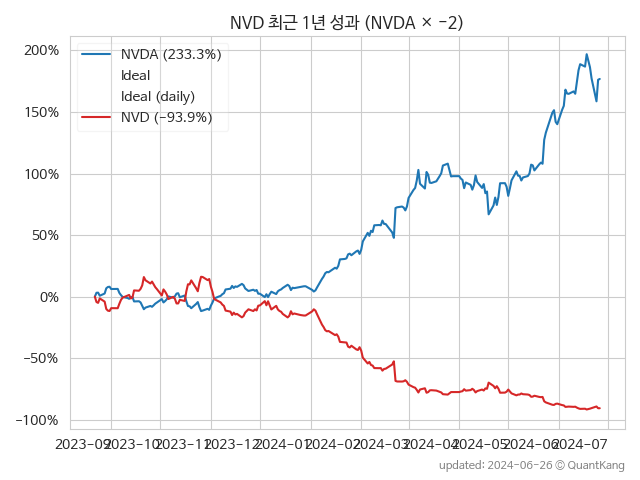 NVD 최근 1년 성과 (NVDA × −2)
NVDA (233.3%)
Ideal
Ideal (daily)
NVD (−93.9%)
200%
150%
100%
50%
0%
−50%
−100%
2023-09 2023-10 2023-11 2023-12 2024-01 2024-02 2024-03 2024-04 2024-05 2024-06 2024-07
updated: 2024-06-26 © QuantKang